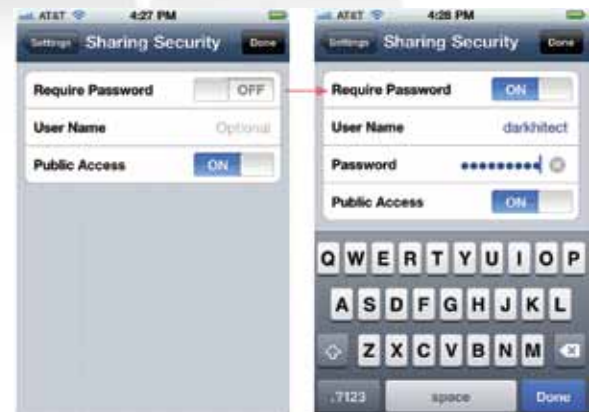 AT&T 4:27 PM
Settings Sharing Security Done
Require Password OFF
User Name Optional
Public Access ON
AT&T 4:28 PM
Settings Sharing Security Done
Require Password ON
User Name darkhitect
Password •••••••••
Public Access ON
Q W E R T Y U I O P
A S D F G H J K L
Z X C V B N M
.?123 space Done